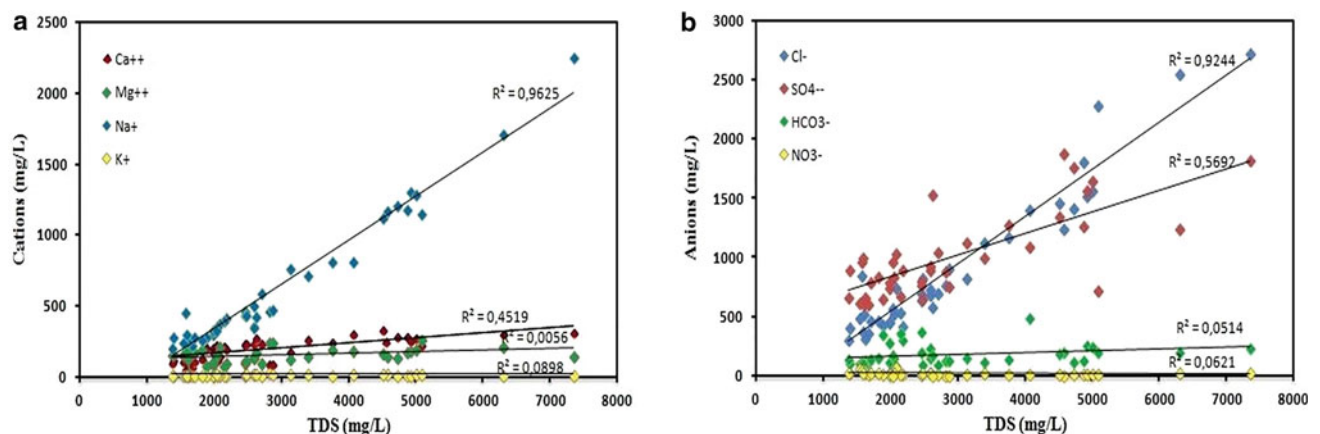 a
2500
2000
1500
1000
500
0
Cations (mg/L)
Ca++
Mg++
Na+
K+
R² = 0,9625
R² = 0,4519
R² = 0,0056
R² = 0,0898
0 1000 2000 3000 4000 5000 6000 7000 8000
TDS (mg/L)
b
3000
2500
2000
1500
1000
500
0
Anions (mg/L)
Cl-
SO4--
HCO3-
NO3-
R² = 0,9244
R² = 0,5692
R² = 0,0514
R² = 0,0621
0 1000 2000 3000 4000 5000 6000 7000 8000
TDS (mg/L)